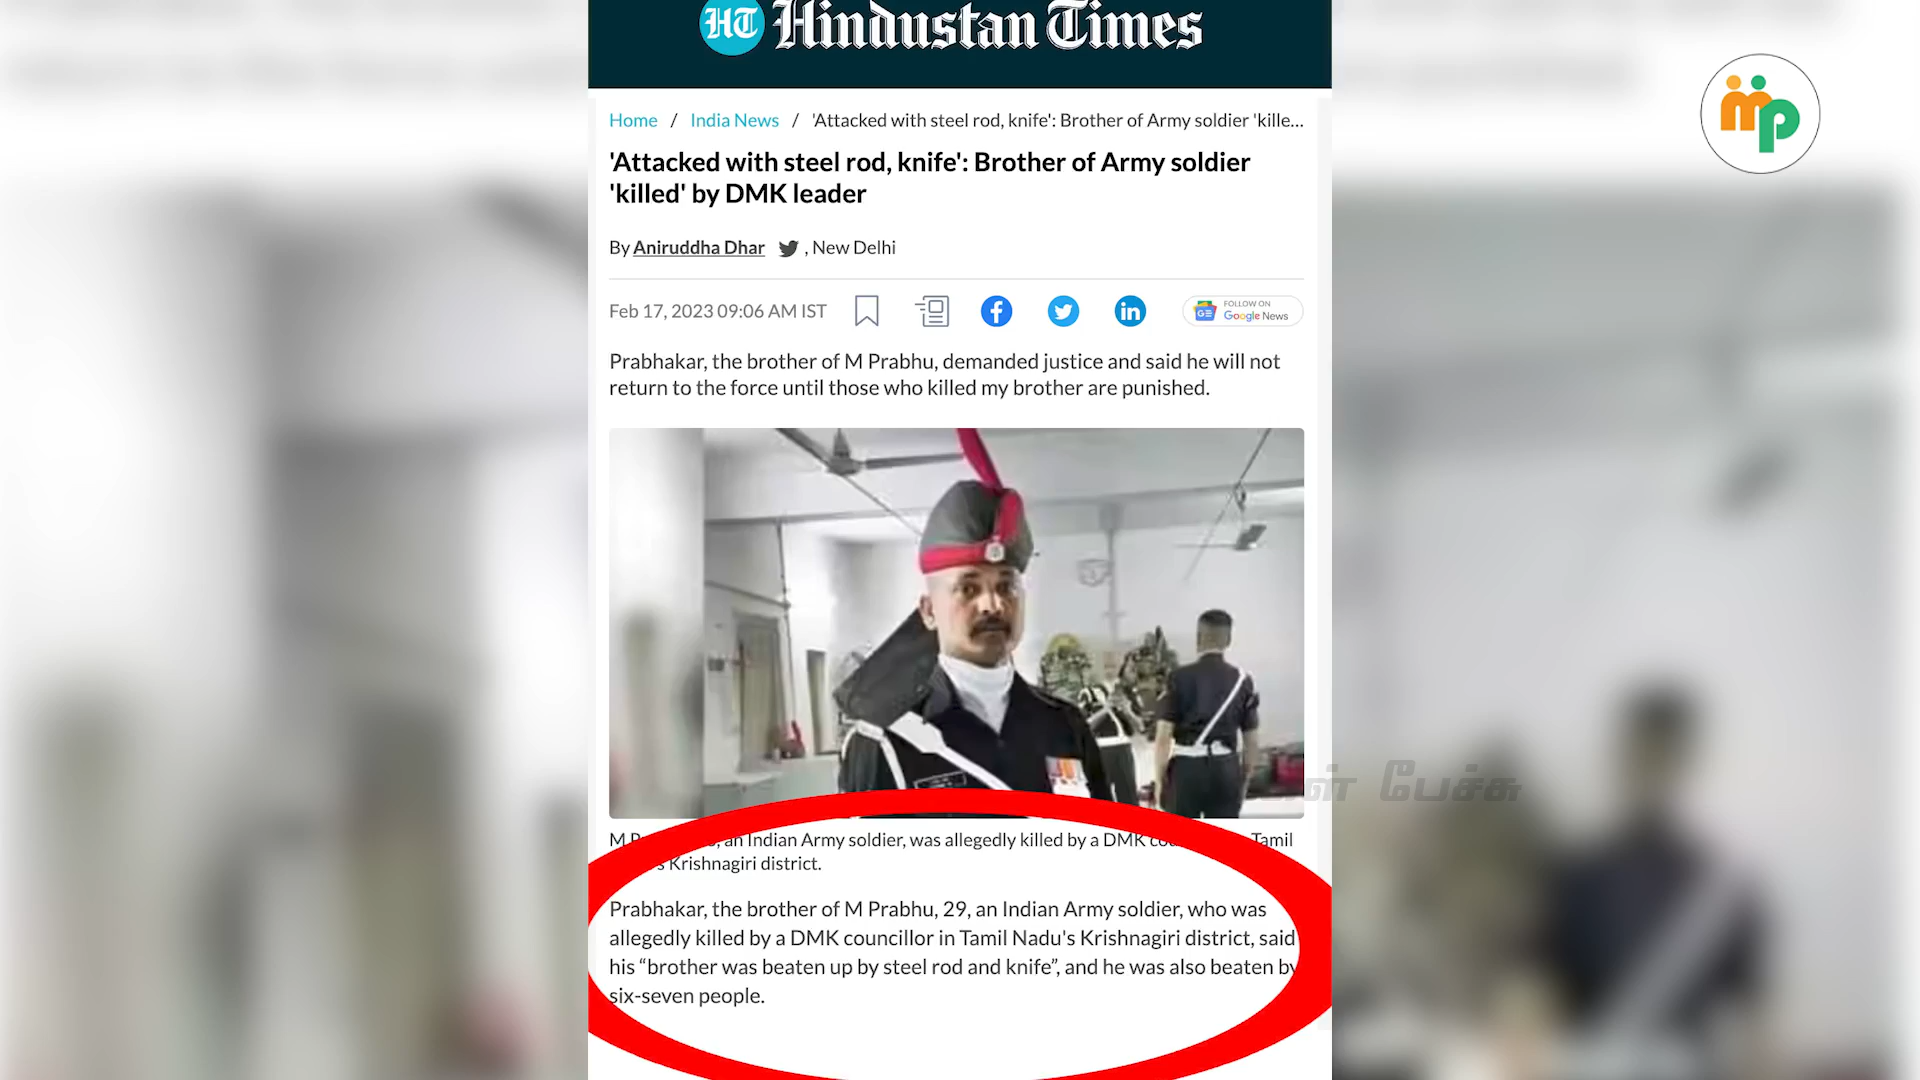 HT Hindustan Times
mp
Home / India News / 'Attacked with steel rod, knife': Brother of Army soldier 'kille...
'Attacked with steel rod, knife': Brother of Army soldier
'killed' by DMK leader
By Aniruddha Dhar , New Delhi
Feb 17, 2023 09:06 AM IST
FOLLOW ON
Google News
Prabhakar, the brother of M Prabhu, demanded justice and said he will not
return to the force until those who killed my brother are punished.
பேச்சு
M an Indian Army soldier, was allegedly killed by a DMK Tamil
Krishnagiri district.
Prabhakar, the brother of M Prabhu, 29, an Indian Army soldier, who was
allegedly killed by a DMK councillor in Tamil Nadu's Krishnagiri district, said
his “brother was beaten up by steel rod and knife”, and he was also beaten by
six-seven people.